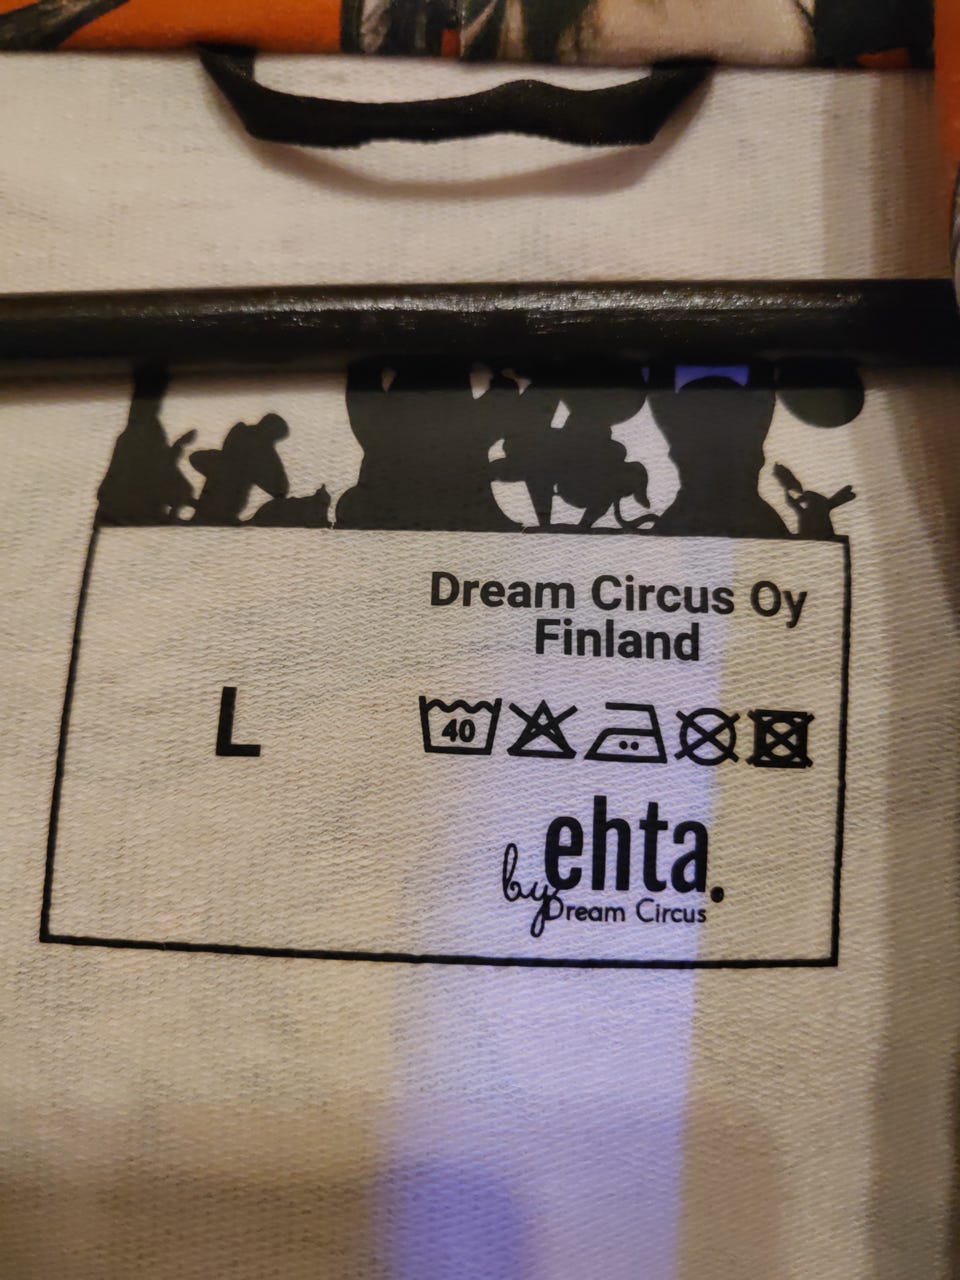 Dream Circus Oy
Finland
L
40
ehta.
by
Dream Circus